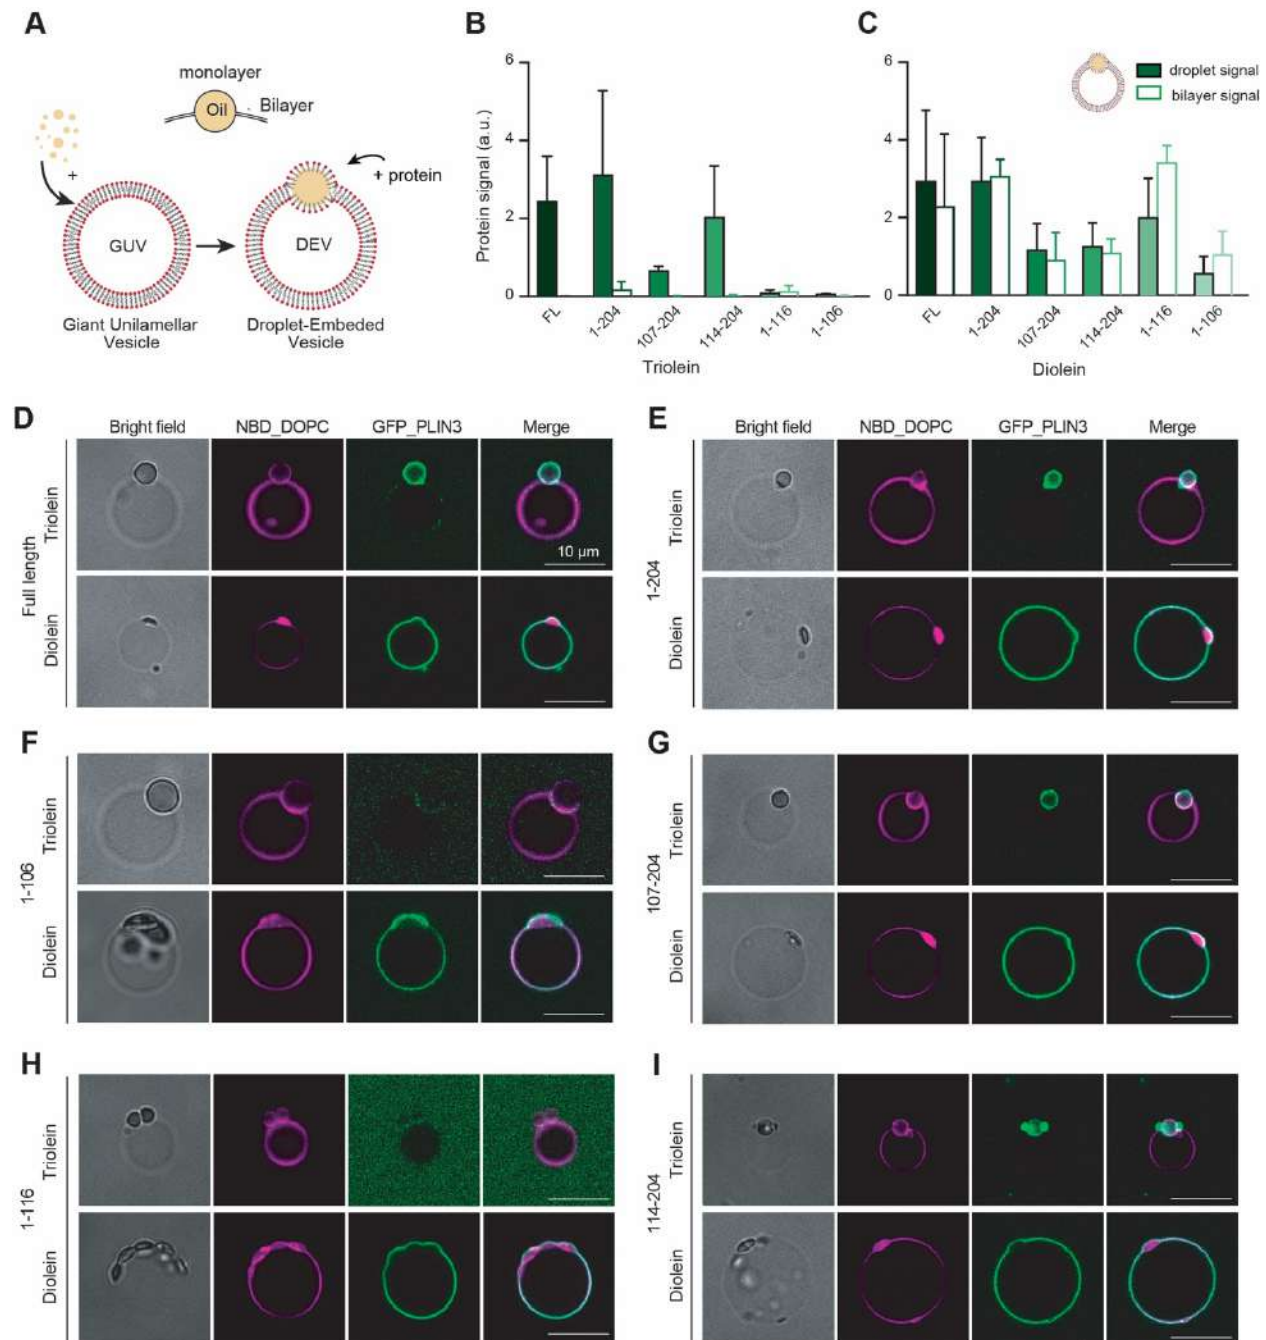 A
monolayer
Oil
Bilayer
+
+ protein
GUV
DEV
Giant Unilamellar
Vesicle
Droplet-Embeded
Vesicle
B
Protein signal (a.u.)
6
4
2
0
FL
1-204
107-204
114-204
1-116
1-106
Triolein
C
6
4
2
0
droplet signal
bilayer signal
FL
1-204
107-204
114-204
1-116
1-106
Diolein
D
Bright field
NBD_DOPC
GFP_PLIN3
Merge
Full length
Triolein
10 μm
Diolein
E
Bright field
NBD_DOPC
GFP_PLIN3
Merge
1-204
Triolein
Diolein
F
1-106
Triolein
Diolein
G
107-204
Triolein
Diolein
H
1-116
Triolein
Diolein
I
114-204
Triolein
Diolein